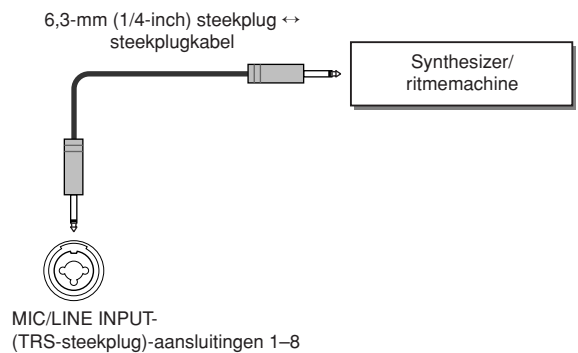 6,3-mm (1/4-inch) steekplug ↔
steekplugkabel
Synthesizer/
ritmemachine
MIC/LINE INPUT-
(TRS-steekplug)-aansluitingen 1–8